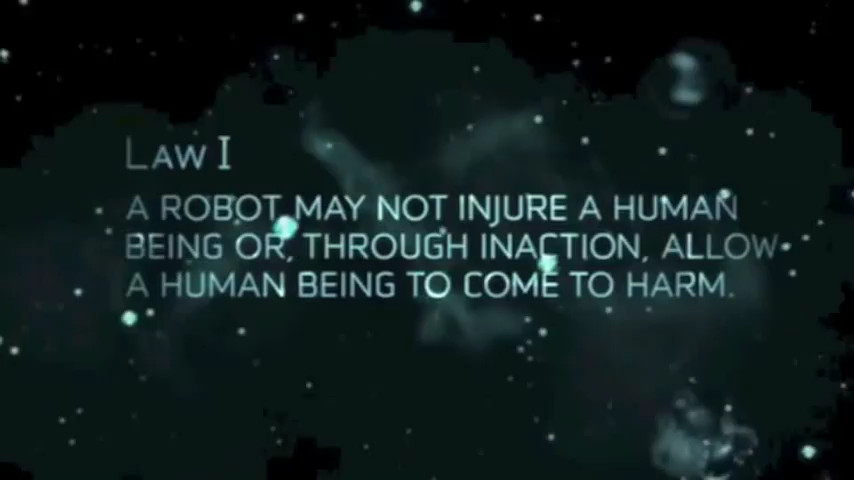 Law I
A ROBOT MAY NOT INJURE A HUMAN
BEING OR, THROUGH INACTION, ALLOW
A HUMAN BEING TO COME TO HARM.